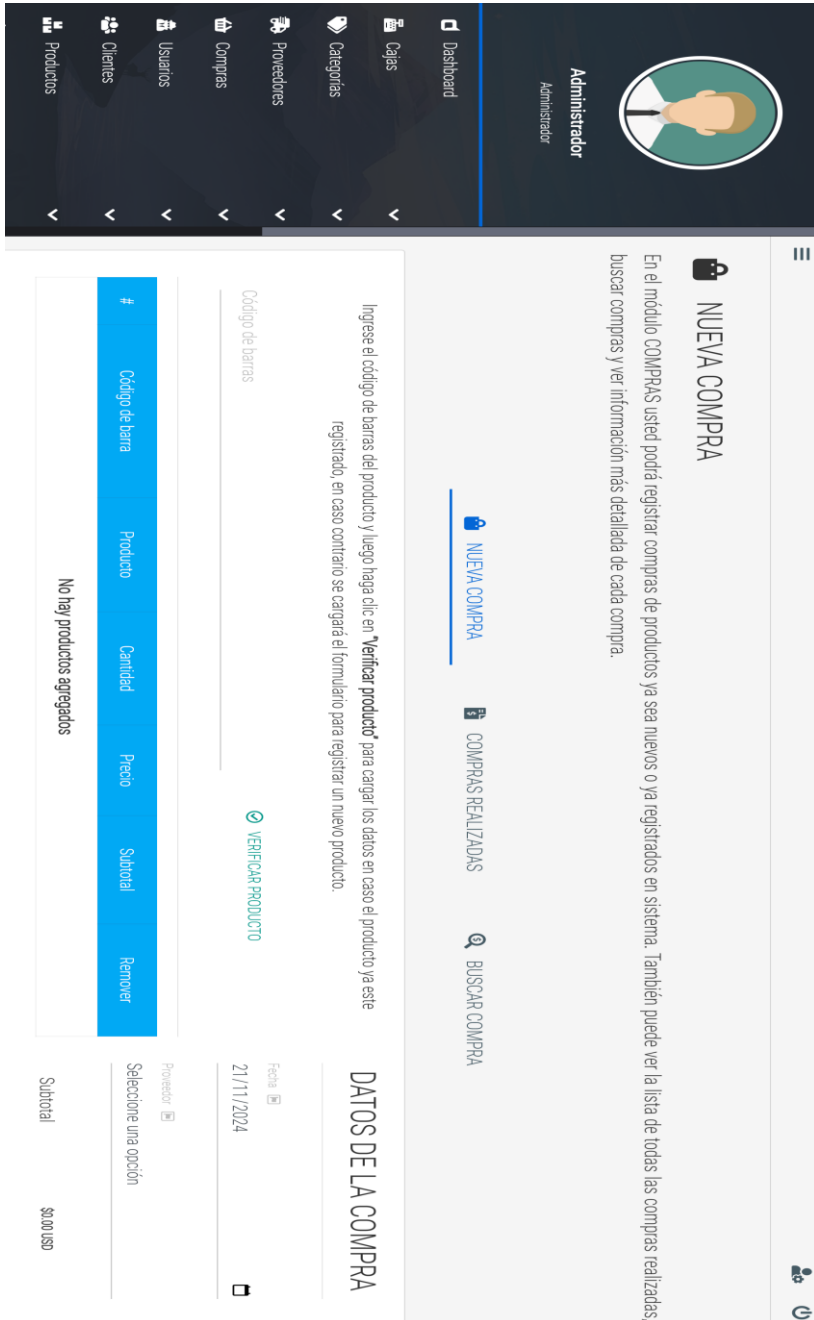 Administrador
Administrador
Dashboard
Cajas
Categorías
Proveedores
Compras
Usuarios
Clientes
Productos
NUEVA COMPRA
En el módulo COMPRAS usted podrá registrar compras de productos ya sea nuevos o ya registrados en sistema. También puede ver la lista de todas las compras realizadas,
buscar compras y ver información más detallada de cada compra.
NUEVA COMPRA
COMPRAS REALIZADAS
BUSCAR COMPRA
Ingrese el código de barras del producto y luego haga clic en "Verificar producto" para cargar los datos en caso el producto ya este
registrado, en caso contrario se cargará el formulario para registrar un nuevo producto.
Código de barras
VERIFICAR PRODUCTO
# Código de barra Producto Cantidad Precio Subtotal Remover
No hay productos agregados
DATOS DE LA COMPRA
Fecha
21/11/2024
Proveedor
Seleccione una opción
Subtotal $0.00 USD